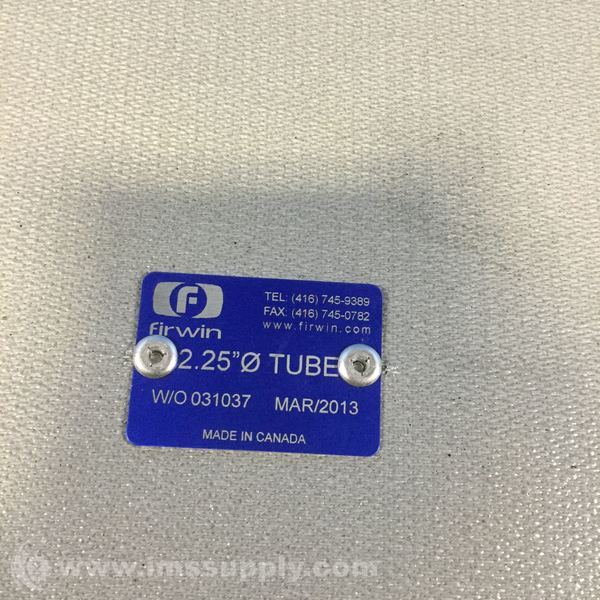 TEL: (416) 745-9389
FAX: (416) 745-0782
www.firwin.com
firwin
2.25"Ø TUBE
W/O 031037 MAR/2013
MADE IN CANADA
www.imssupply.com